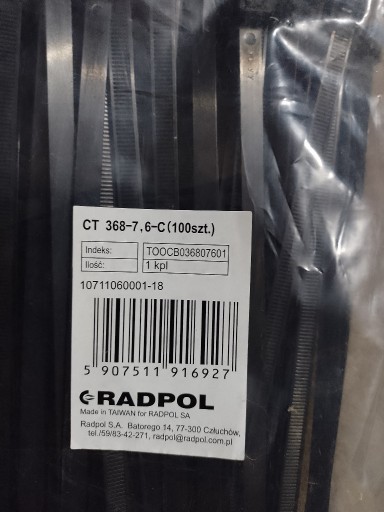 CT 368-7,6-C(100szt.)
Indeks: TOOCB036807601
Ilość: 1 kpl
10711060001-18
5 907511 916927
RADPOL
Made in TAIWAN for RADPOL SA
Radpol S.A. Batorego 14, 77-300 Człuchów,
tel./59/83-42-271, radpol@radpol.com.pl